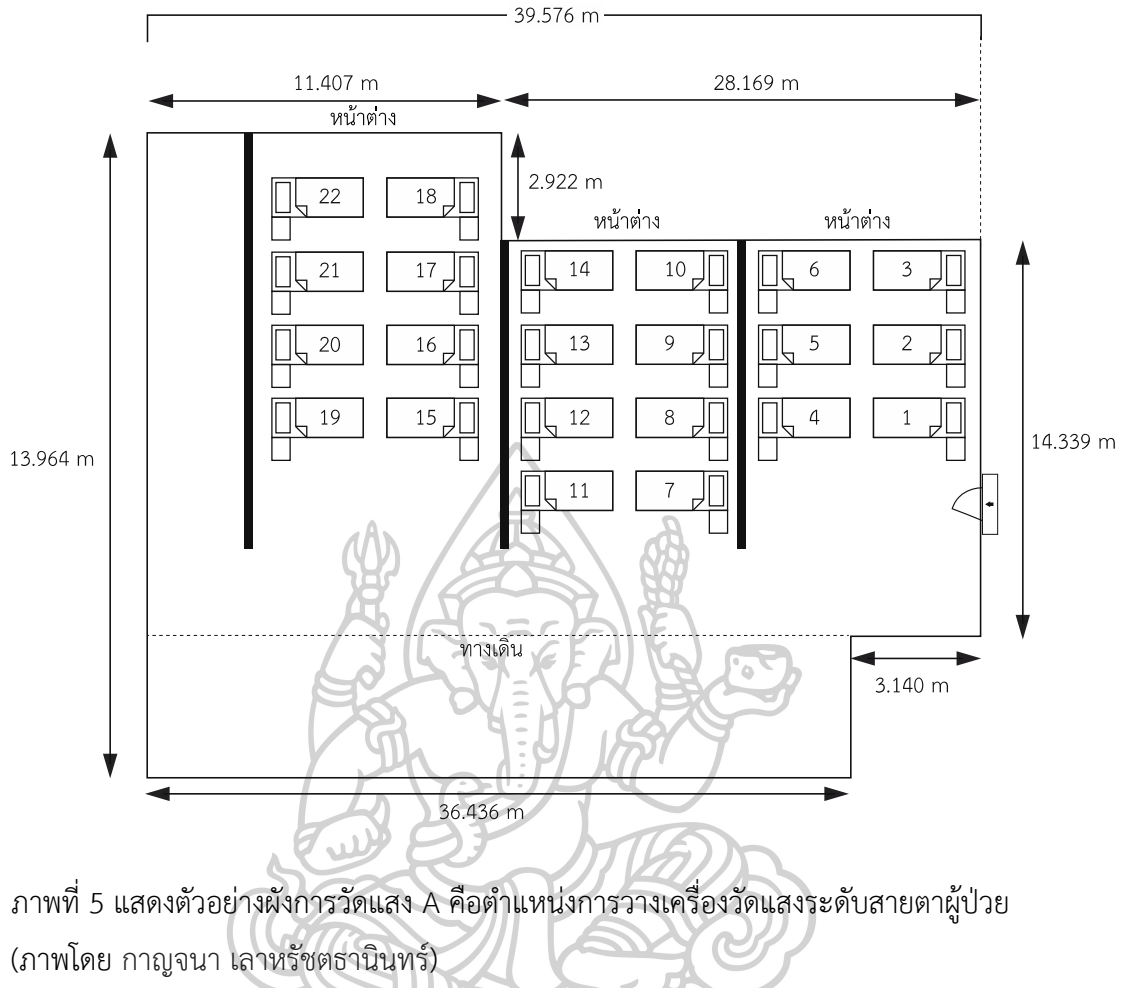 39.576 m
11.407 m 28.169 m
หน้าต่าง
2.922 m
22 18
หน้าต่าง หน้าต่าง
21 17 14 10 6 3
20 16 13 9 5 2
19 15 12 8 4 1
13.964 m 14.339 m
11 7
ทางเดิน
3.140 m
36.436 m
ภาพที่ 5 แสดงตัวอย่างผังการวัดแสง A คือตำแหน่งการวางเครื่องวัดแสงระดับสายตาผู้ป่วย
(ภาพโดย กาญจนา เลาหรัชตธานินทร์)